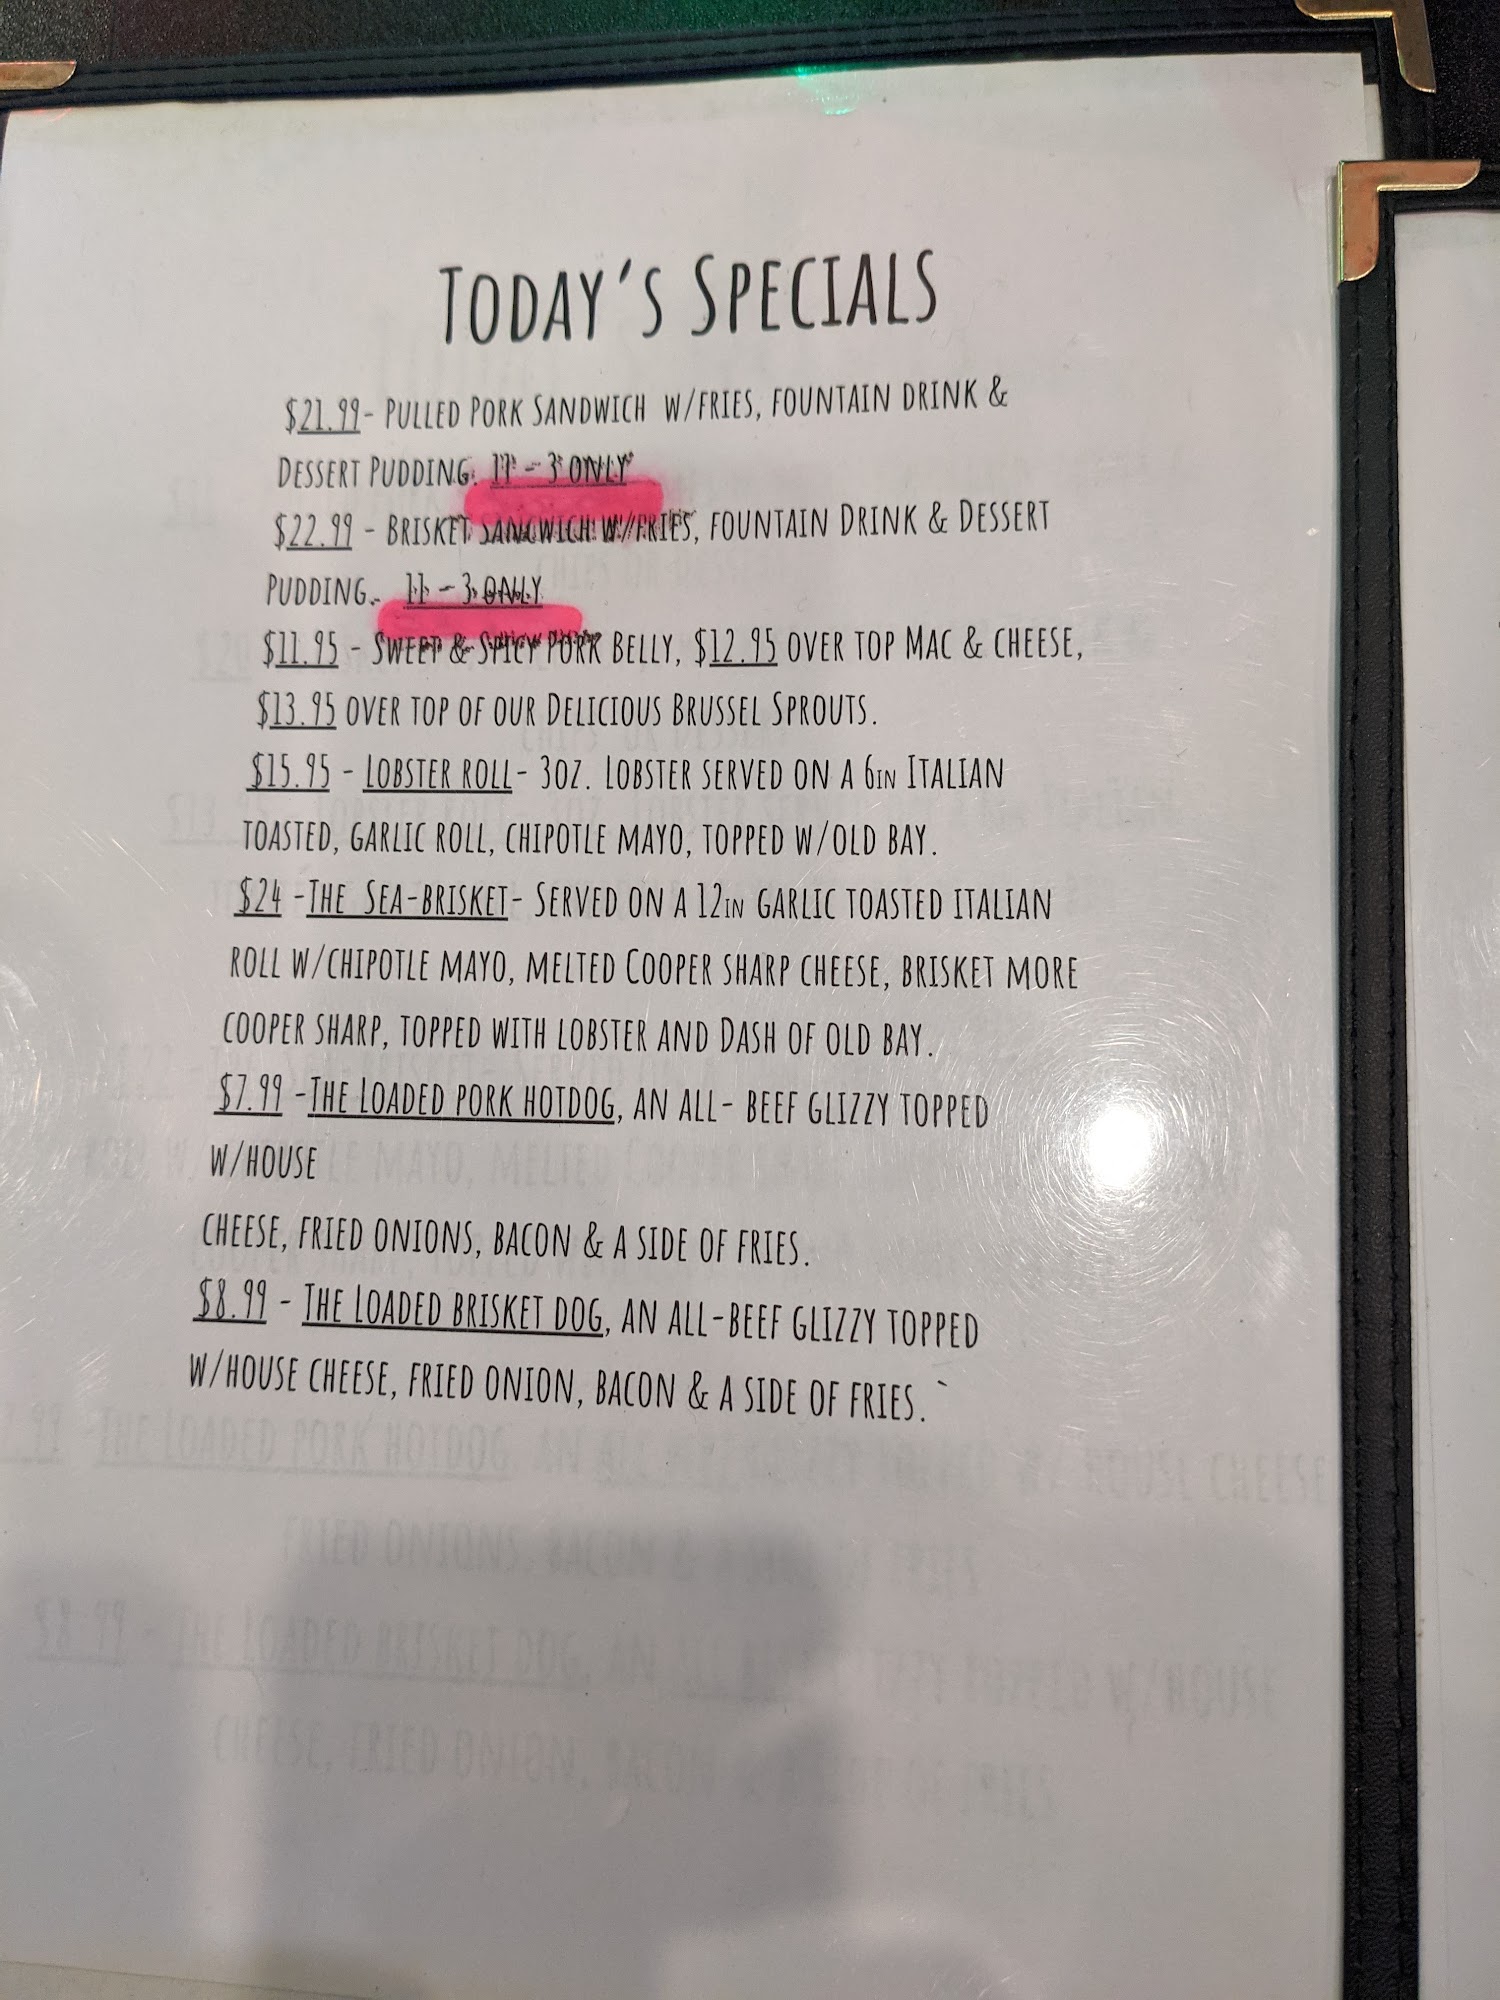 Today's Specials
$21.99- Pulled Pork Sandwich w/fries, fountain drink &
Dessert Pudding. 11 - 3 only
$22.99 - Brisket Sandwich w/fries, fountain Drink & Dessert
Pudding. 11 - 3 only
$11.95 - Sweet & Spicy Pork Belly, $12.95 over top Mac & cheese,
$13.95 over top of our Delicious Brussel Sprouts.
$15.95 - Lobster roll- 3oz. Lobster served on a 6in Italian
toasted, garlic roll, chipotle mayo, topped w/old bay.
$24 -The Sea-brisket- Served on a 12in garlic toasted italian
roll w/chipotle mayo, melted Cooper sharp cheese, brisket more
cooper sharp, topped with lobster and Dash of old bay.
$7.99 -The Loaded pork hotdog, an all- beef glizzy topped
w/house
cheese, fried onions, bacon & a side of fries.
$8.99 - The Loaded brisket dog, an all-beef glizzy topped
w/house cheese, fried onion, bacon & a side of fries. `